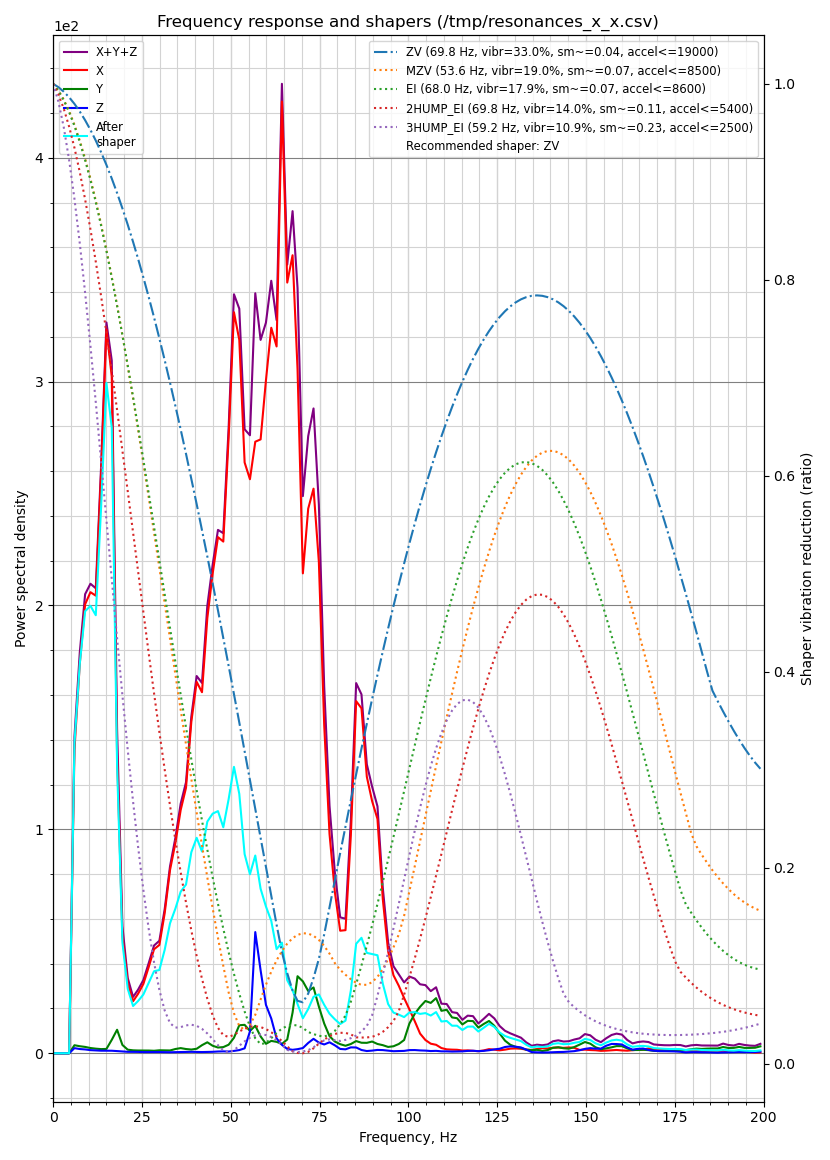 Frequency response and shapers (/tmp/resonances_x_x.csv)
1e2
X+Y+Z
X
Y
Z
After
shaper
ZV (69.8 Hz, vibr=33.0%, sm~=0.04, accel<=19000)
MZV (53.6 Hz, vibr=19.0%, sm~=0.07, accel<=8500)
EI (68.0 Hz, vibr=17.9%, sm~=0.07, accel<=8600)
2HUMP_EI (69.8 Hz, vibr=14.0%, sm~=0.11, accel<=5400)
3HUMP_EI (59.2 Hz, vibr=10.9%, sm~=0.23, accel<=2500)
Recommended shaper: ZV
Power spectral density
4
3
2
1
0
Shaper vibration reduction (ratio)
1.0
0.8
0.6
0.4
0.2
0.0
0 25 50 75 100 125 150 175 200
Frequency, Hz